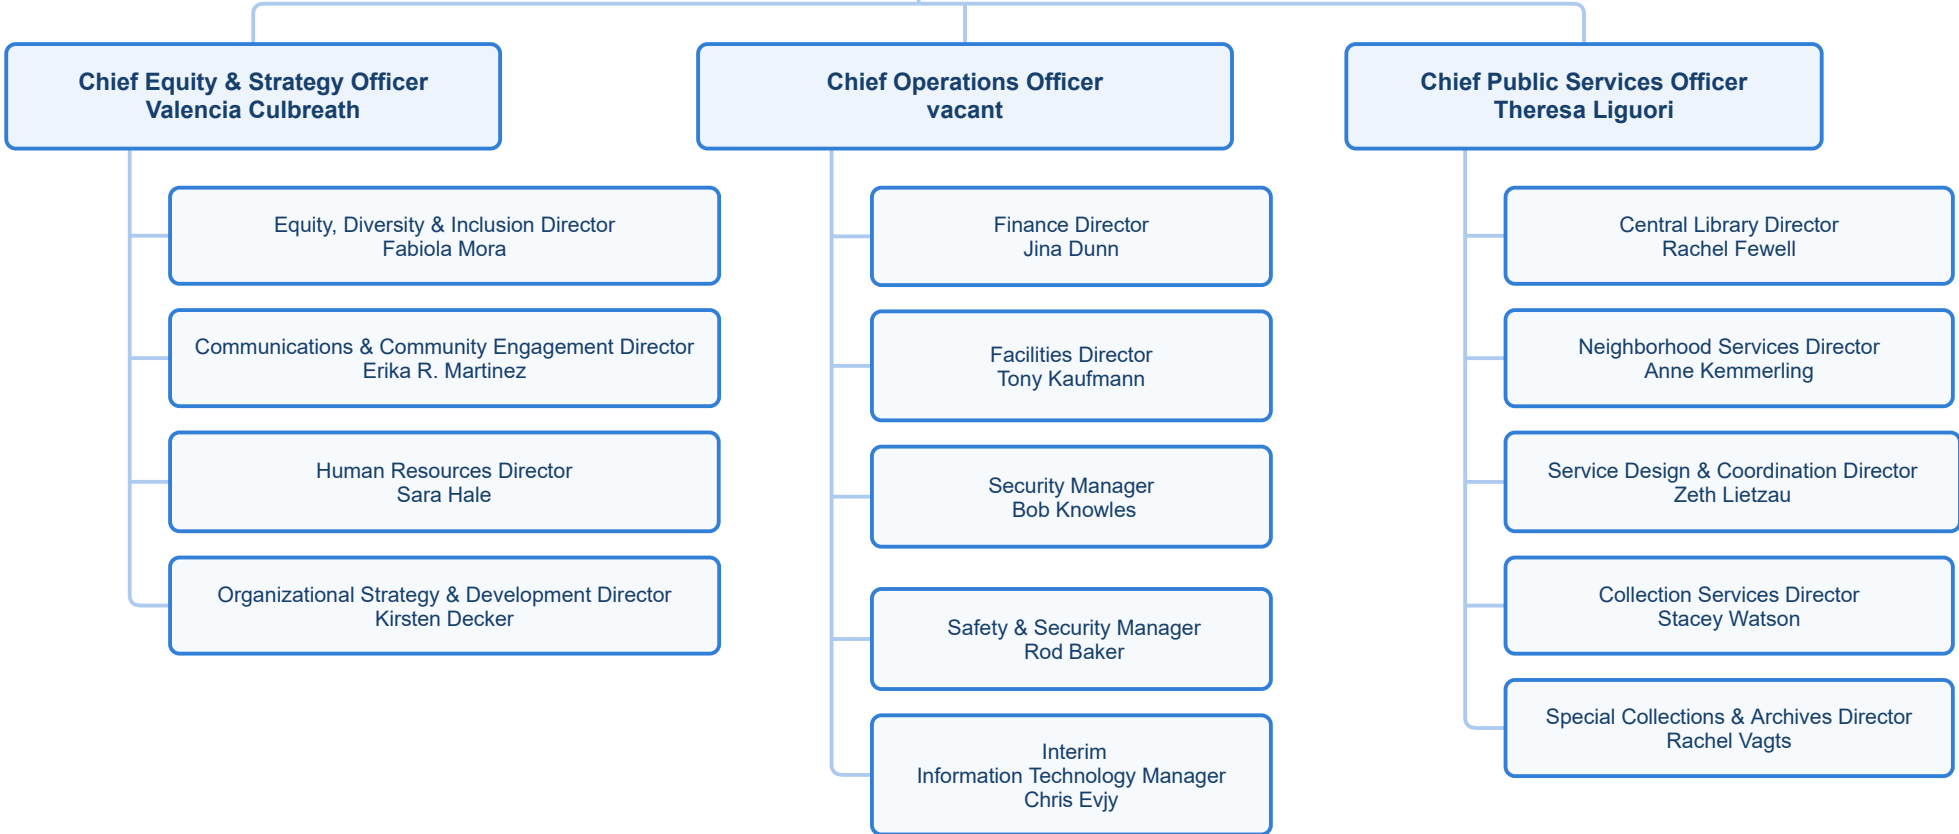 Chief Equity & Strategy Officer
Valencia Culbreath
Equity, Diversity & Inclusion Director
Fabiola Mora
Communications & Community Engagement Director
Erika R. Martinez
Human Resources Director
Sara Hale
Organizational Strategy & Development Director
Kirsten Decker
Chief Operations Officer
vacant
Finance Director
Jina Dunn
Facilities Director
Tony Kaufmann
Security Manager
Bob Knowles
Safety & Security Manager
Rod Baker
Interim
Information Technology Manager
Chris Evjy
Chief Public Services Officer
Theresa Liguori
Central Library Director
Rachel Fewell
Neighborhood Services Director
Anne Kemmerling
Service Design & Coordination Director
Zeth Lietzau
Collection Services Director
Stacey Watson
Special Collections & Archives Director
Rachel Vagts